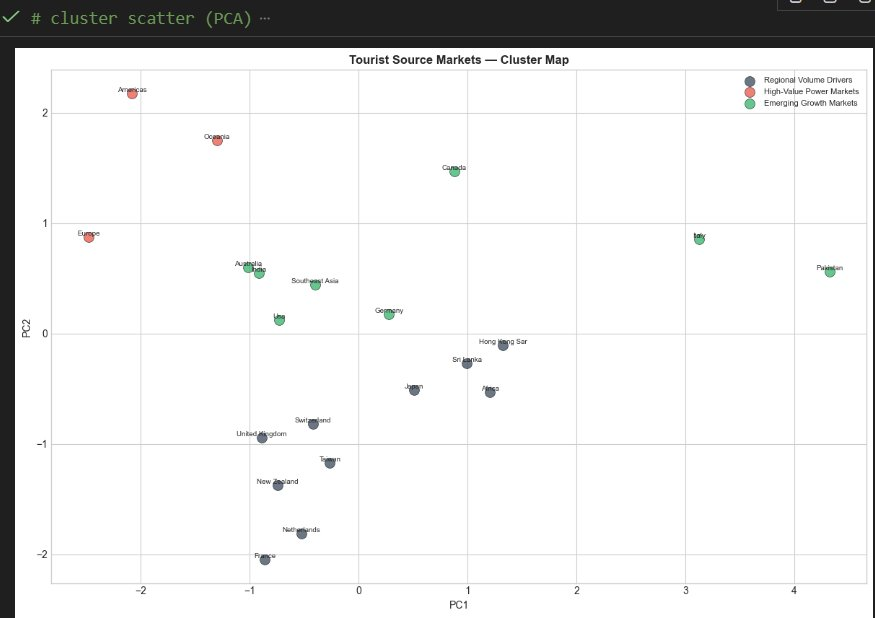 # cluster scatter (PCA) ···
Tourist Source Markets — Cluster Map
Regional Volume Drivers
High-Value Power Markets
Emerging Growth Markets
Americas
Oceania
Canada
Europe
Italy
Australia
India
Pakistan
Southeast Asia
Usa
Germany
Hong Kong Sar
Sri Lanka
Japan
Africa
Switzerland
United Kingdom
Taiwan
New Zealand
Netherlands
France
PC2
2
1
0
−1
−2
−2 −1 0 1 2 3 4
PC1